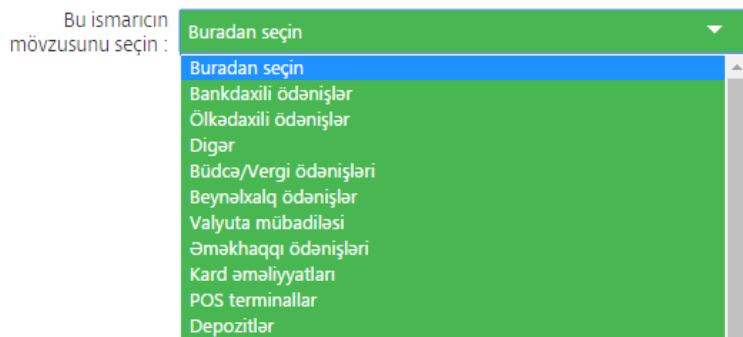 Bu ismarıcın
mövzusunu seçin :
Buradan seçin
Buradan seçin
Bankdaxili ödənişlər
Ölkədaxili ödənişlər
Digər
Büdcə/Vergi ödənişləri
Beynəlxalq ödənişlər
Valyuta mübadiləsi
Əməkhaqqı ödənişləri
Kard əməliyyatları
POS terminallar
Depozitlər